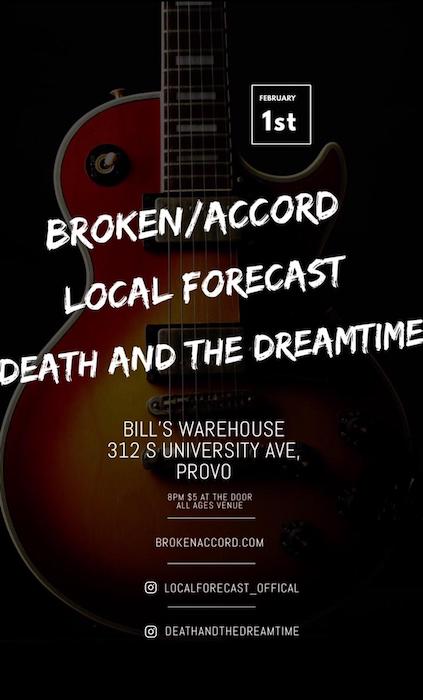 FEBRUARY
1st
BROKEN/ACCORD
LOCAL FORECAST
DEATH AND THE DREAMTIME
BILL'S WAREHOUSE
312 S UNIVERSITY AVE,
PROVO
8PM $5 AT THE DOOR
ALL AGES VENUE
BROKENACCORD.COM
LOCALFORECAST_OFFICAL
DEATHANDTHEDREAMTIME